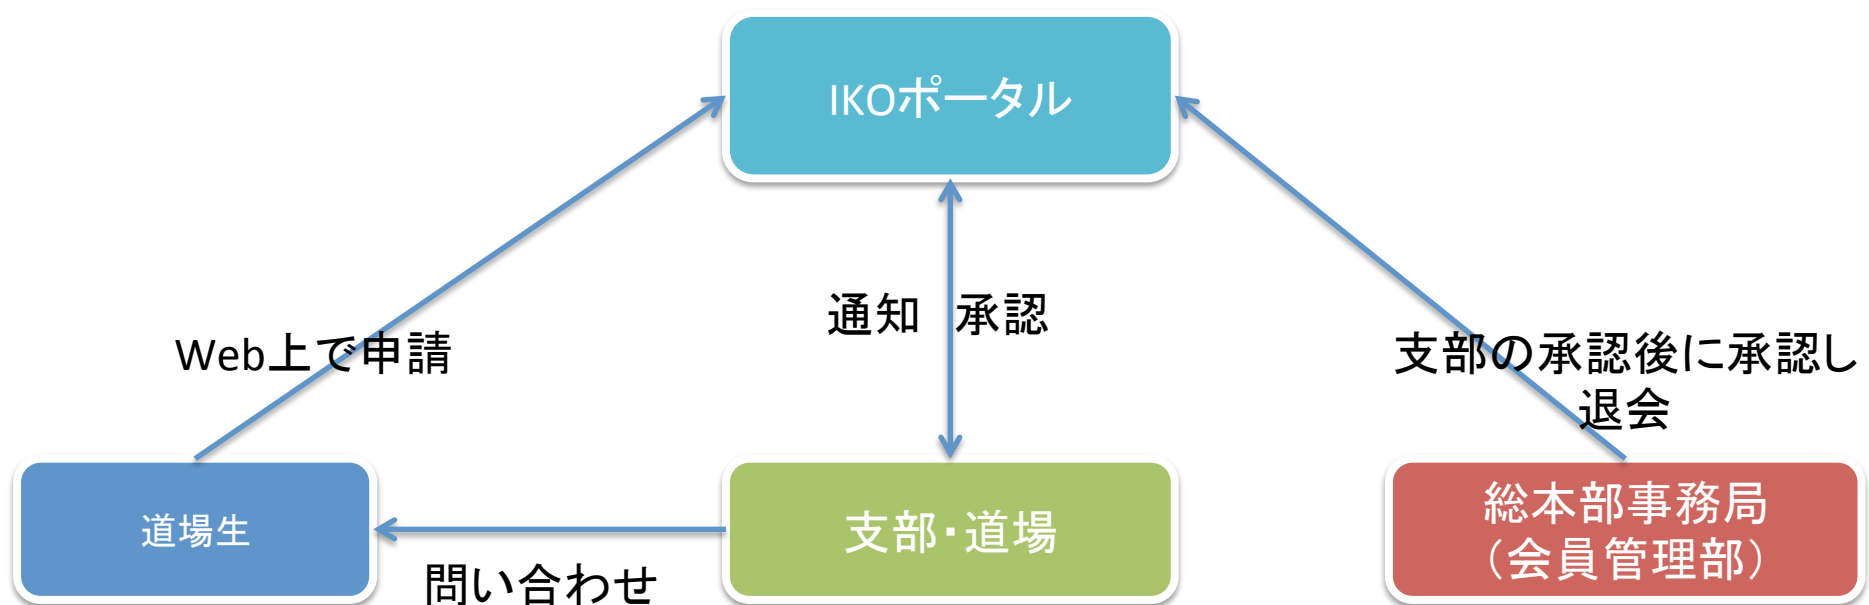 IKOポータル
通知 承認
Web上で申請
支部の承認後に承認し
退会
道場生
支部・道場
総本部事務局
（会員管理部）
問い合わせ